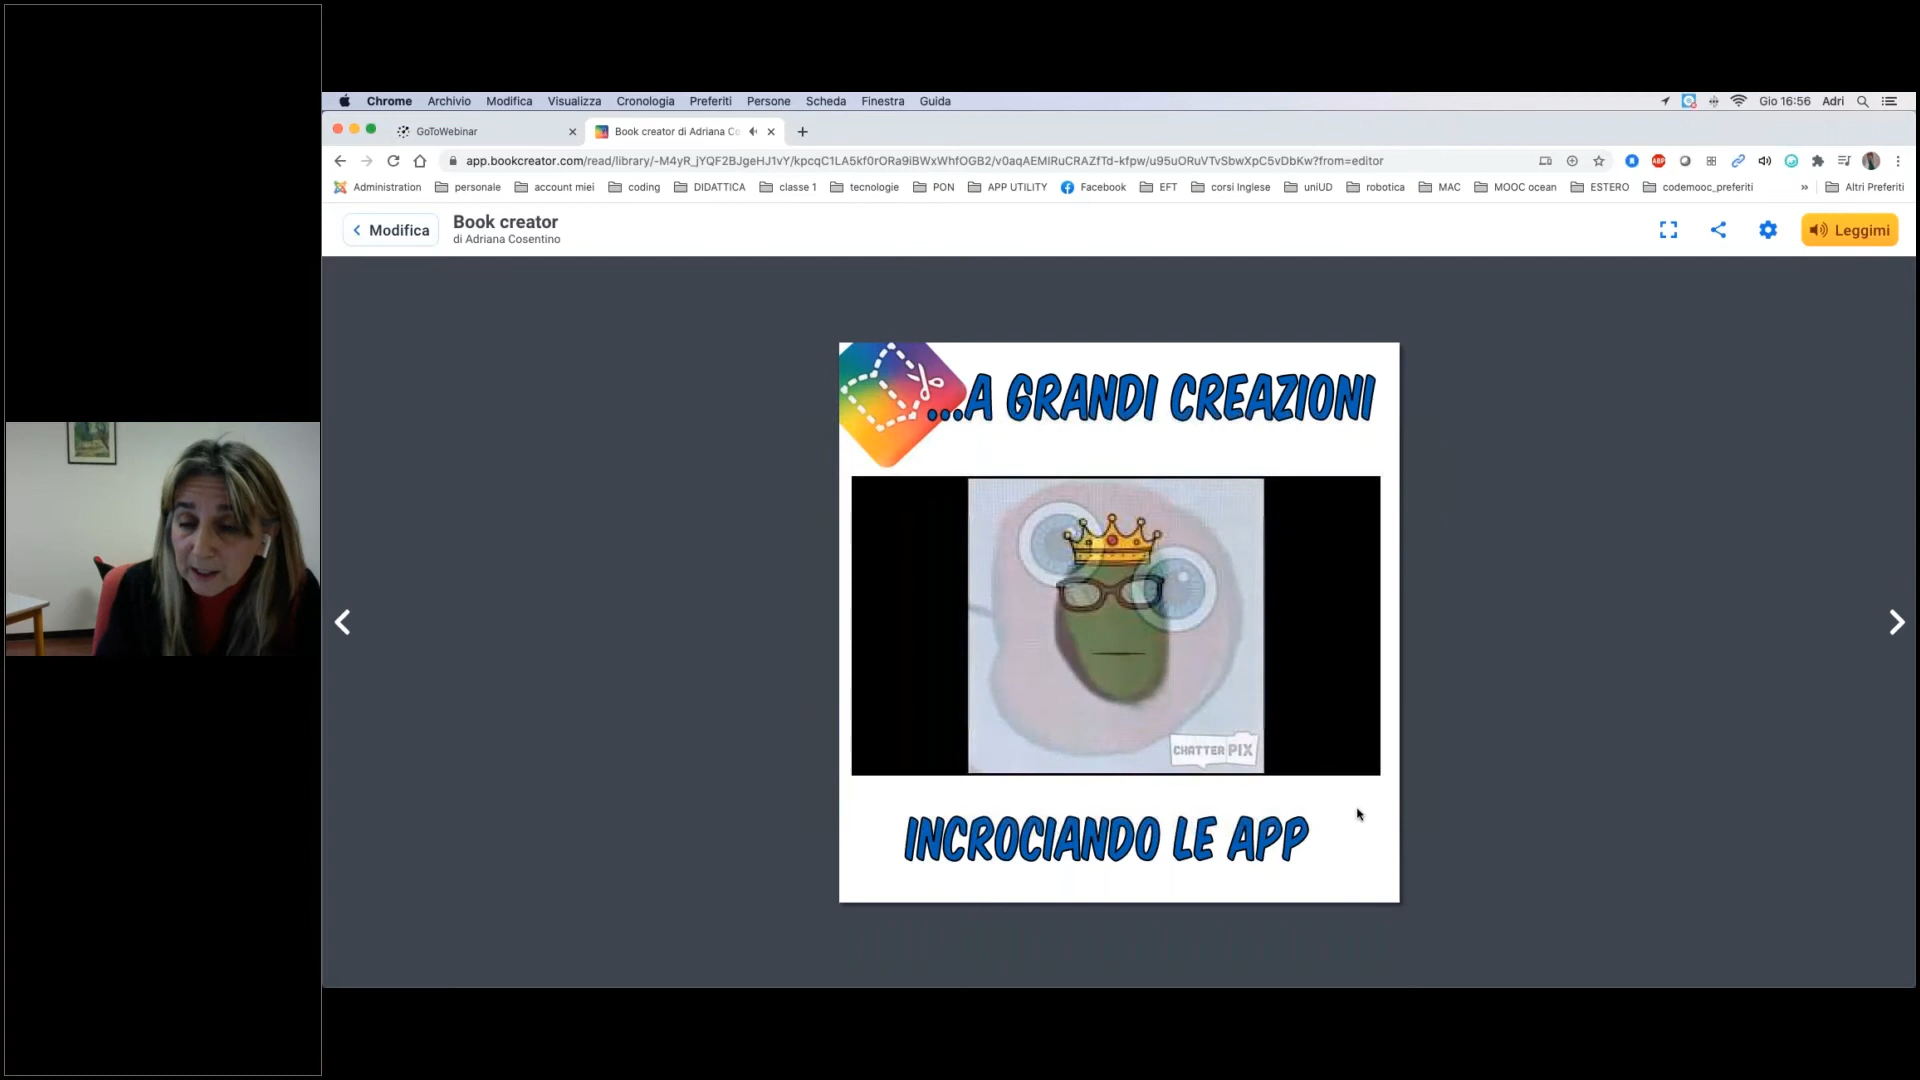 Chrome Archivio Modifica Visualizza Cronologia Preferiti Persone Scheda Finestra Guida Gio 16:56 Adri
GoToWebinar Book creator di Adriana Co
app.bookcreator.com/read/library/-M4yR_jYQF2BJgeHJ1vY/kpcqC1LA5kf0rORa9iBWxWhfOGB2/v0aqAEMIRuCRAZfTd-kfpw/u95uORuVTvSbwXpC5vDbKw?from=editor ABP
Administration personale account miei coding DIDATTICA classe 1 tecnologie PON APP UTILITY Facebook EFT corsi Inglese uniUD robotica MAC MOOC ocean ESTERO codemooc_preferiti » Altri Preferiti
Modifica Book creator Leggimi
di Adriana Cosentino
...A GRANDI CREAZIONI
CHATTERPIX
INCROCIANDO LE APP